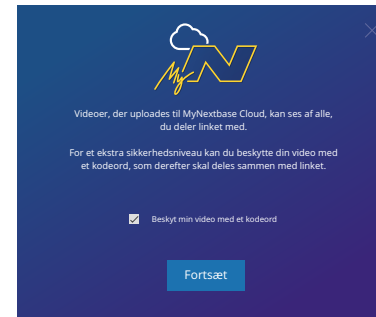 My N
Videoer, der uploades til MyNextbase Cloud, kan ses af alle,
du deler linket med.
For et ekstra sikkerhedsniveau kan du beskytte din video med
et kodeord, som derefter skal deles sammen med linket.
Beskyt min video med et kodeord
Fortsæt